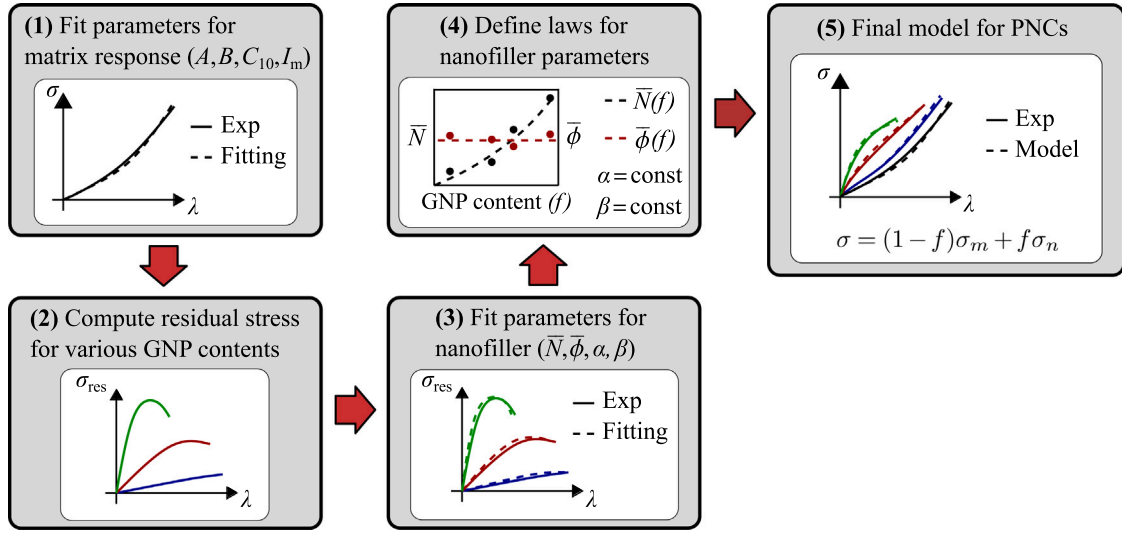 (1) Fit parameters for
matrix response (A, B, C₁₀, Iₘ)
σ
Exp
Fitting
λ
(2) Compute residual stress
for various GNP contents
σres
λ
(3) Fit parameters for
nanofiller (N̅, ϕ̅, α, β)
σres
Exp
Fitting
λ
(4) Define laws for
nanofiller parameters
N̅
ϕ̅
GNP content (f)
N̅(f)
ϕ̅(f)
α = const
β = const
(5) Final model for PNCs
σ
Exp
Model
λ
σ = (1 − f)σₘ + fσₙ